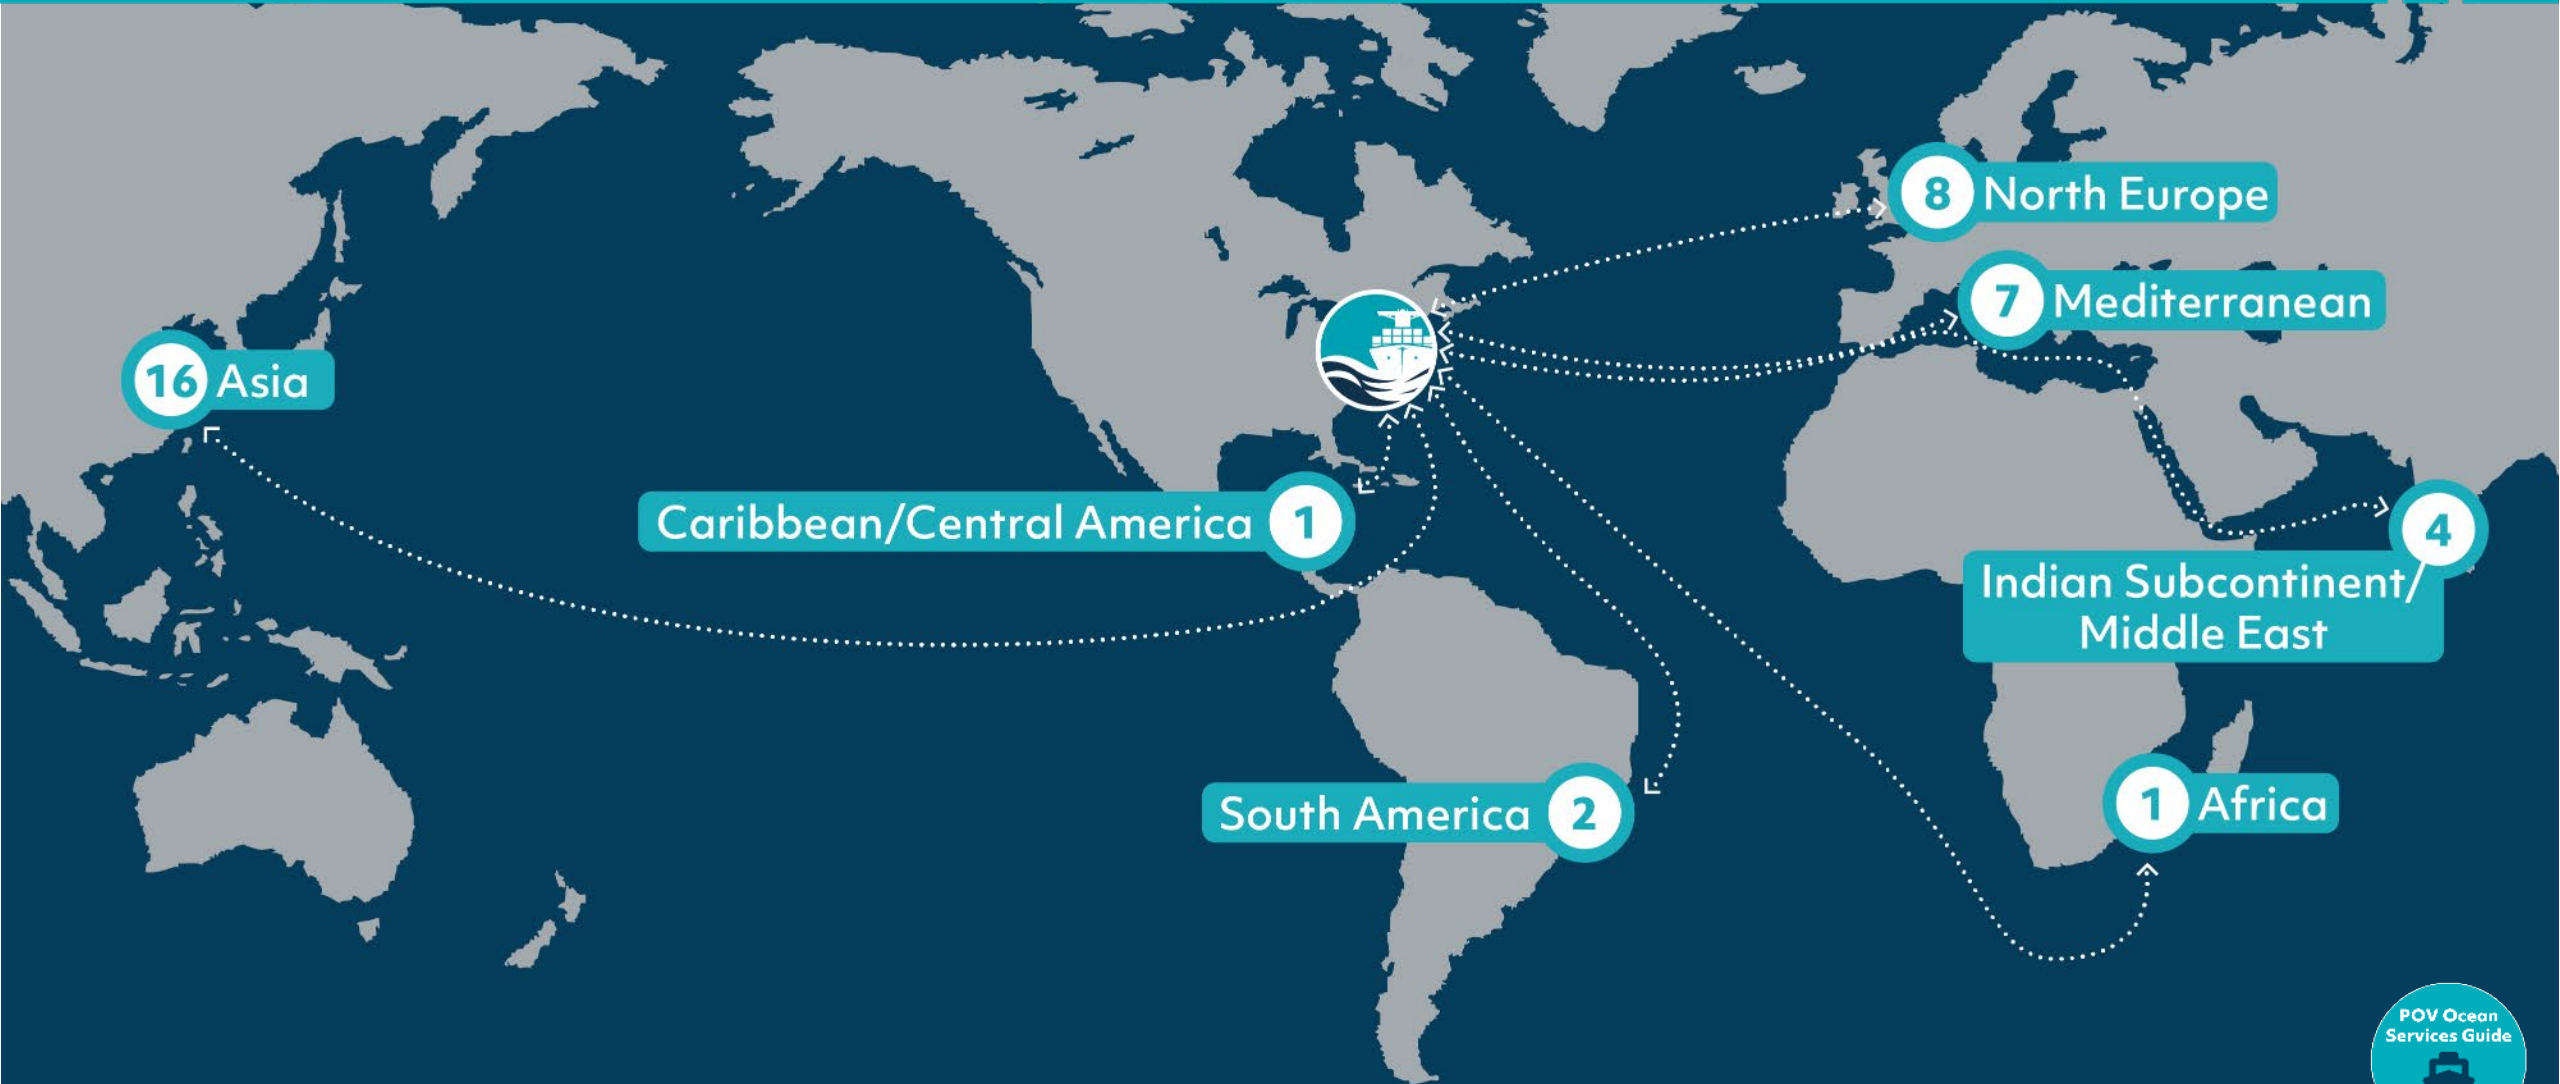 8 North Europe
7 Mediterranean
16 Asia
Caribbean/Central America 1
4
Indian Subcontinent/
Middle East
South America 2
1 Africa
POV Ocean
Services Guide